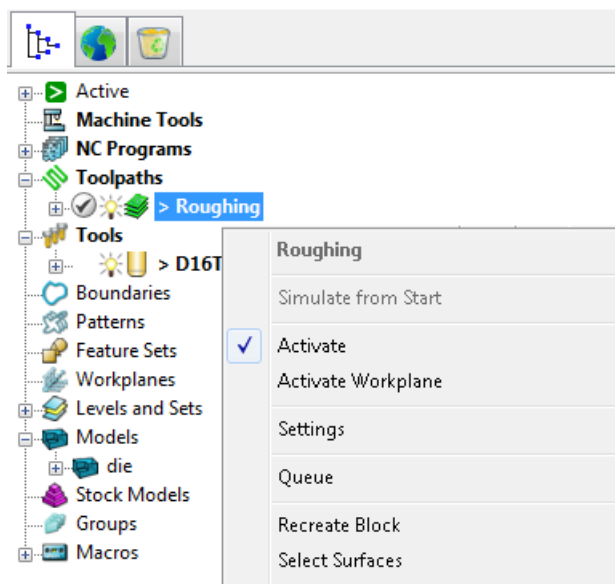 Active
Machine Tools
NC Programs
Toolpaths
> Roughing
Tools
> D16T
Boundaries
Patterns
Feature Sets
Workplanes
Levels and Sets
Models
die
Stock Models
Groups
Macros
Roughing
Simulate from Start
Activate
Activate Workplane
Settings
Queue
Recreate Block
Select Surfaces